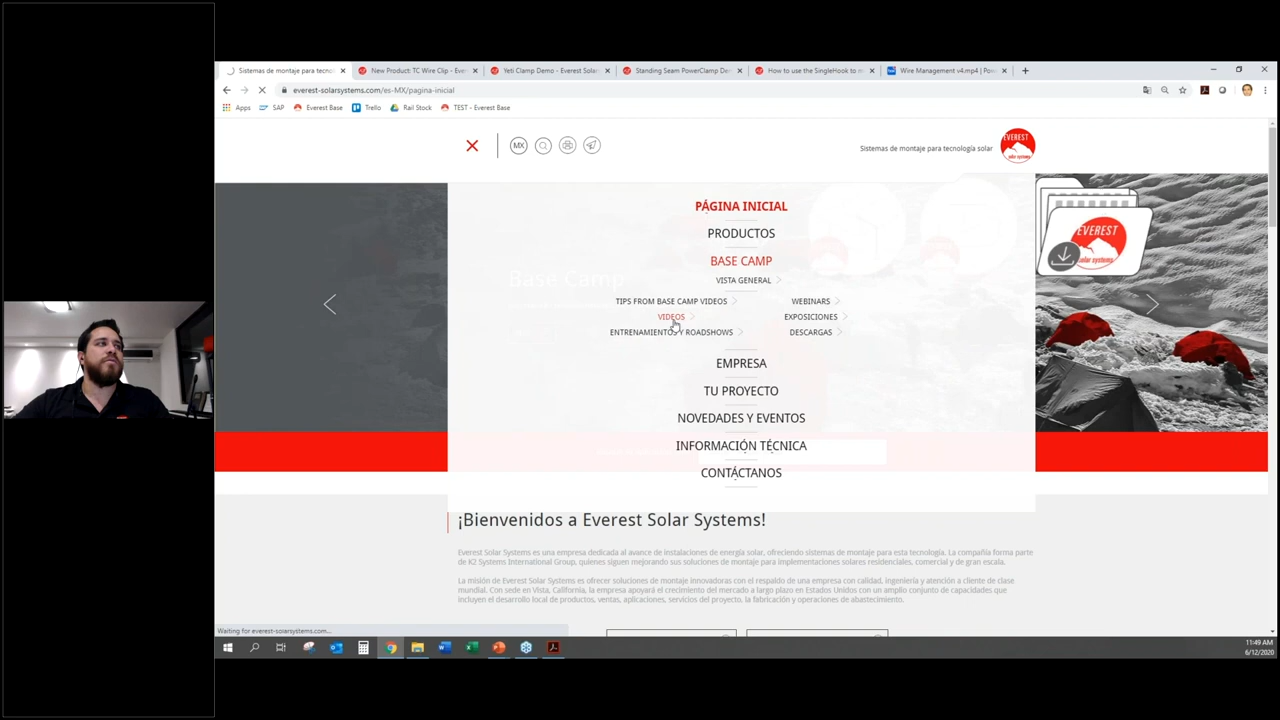 Sistemas de montaje para tecno
New Product: TC Wire Clip - Everest Solar
Yeti Clamp Demo - Everest Solar S
Standing Seam PowerClamp De
How to use the SingleHook to m
Wire Management v4.mp4 | Pow
everest-solarsystems.com/es-MX/pagina-inicial
Apps SAP Everest Base Trello Rail Stock TEST - Everest Base
MX
Sistemas de montaje para tecnología solar
EVEREST
solar systems
PÁGINA INICIAL
PRODUCTOS
BASE CAMP
Base Camp
VISTA GENERAL
TIPS FROM BASE CAMP VIDEOS WEBINARS
VIDEOS EXPOSICIONES
ENTRENAMIENTOS Y ROADSHOWS DESCARGAS
EMPRESA
TU PROYECTO
NOVEDADES Y EVENTOS
INFORMACIÓN TÉCNICA
CONTÁCTANOS
EVEREST
solar systems
¡Bienvenidos a Everest Solar Systems!
Everest Solar Systems es una empresa dedicada al avance de instalaciones de energía solar, ofreciendo sistemas de montaje para esta tecnología. La compañía forma parte
de K2 Systems International Group, quienes siguen mejorando sus soluciones de montaje para implementaciones solares residenciales, comercial y de gran escala.
La misión de Everest Solar Systems es ofrecer soluciones de montaje innovadoras con el respaldo de una empresa con calidad, ingeniería y atención a cliente de clase
mundial. Con sede en Vista, California, la empresa apoyará el crecimiento del mercado a largo plazo en Estados Unidos con un amplio conjunto de capacidades que
incluyen el desarrollo local de productos, ventas, aplicaciones, servicios del proyecto, la fabricación y operaciones de abastecimiento.
Waiting for everest-solarsystems.com...
11:49 AM
6/12/2020